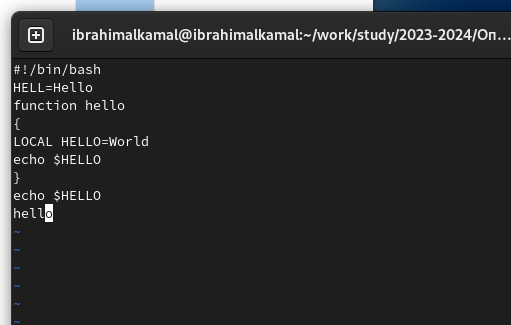 ibrahimalkamal@ibrahimalkamal:~/work/study/2023-2024/Оп...
#!/bin/bash
HELL=Hello
function hello
{
LOCAL HELLO=World
echo $HELLO
}
echo $HELLO
hello
~
~
~
~
~
~